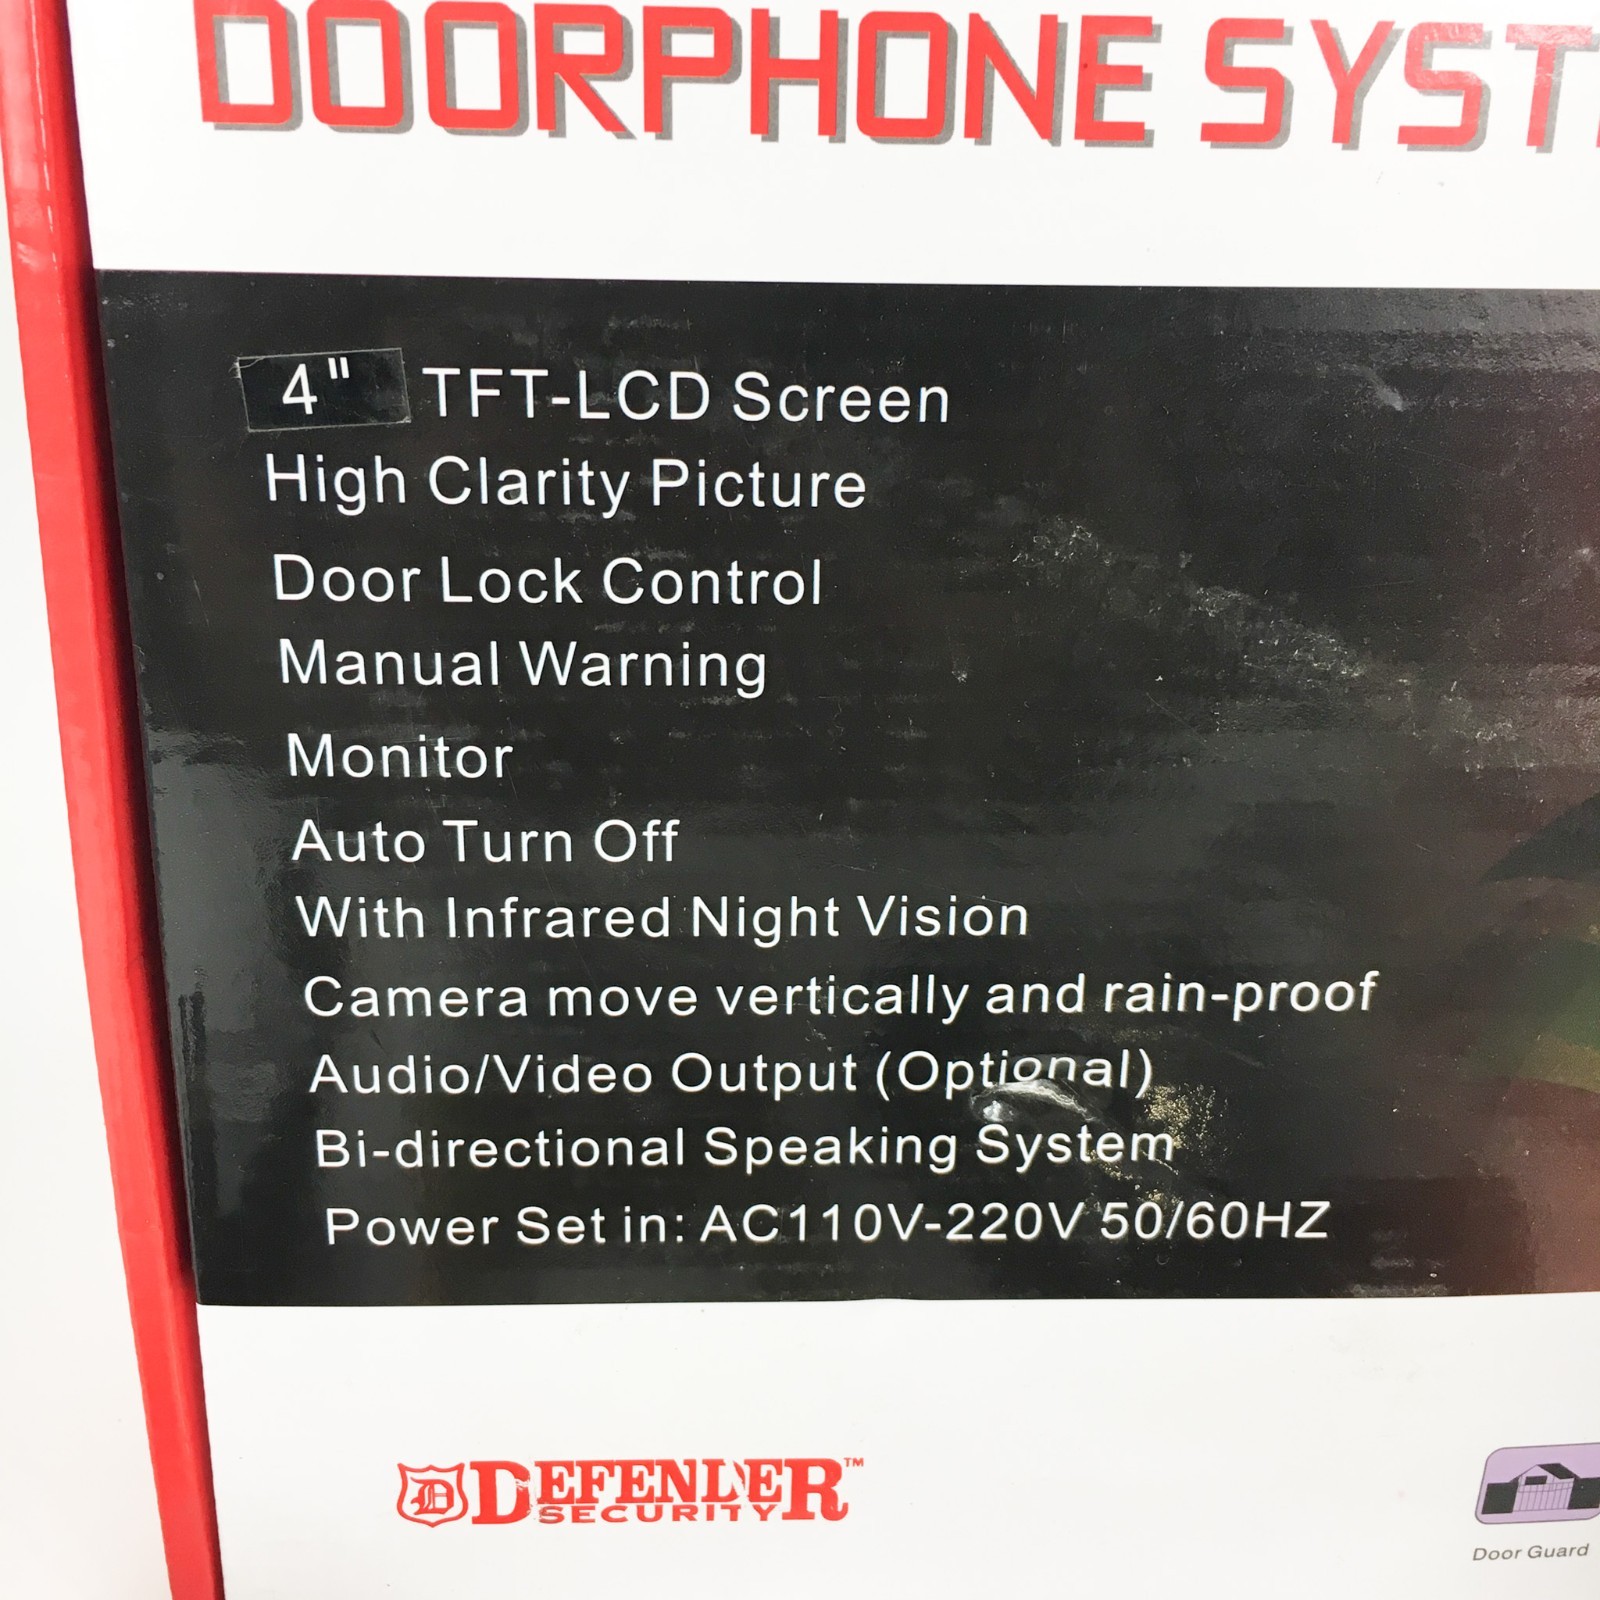 DOORPHONE SYST
4" TFT-LCD Screen
High Clarity Picture
Door Lock Control
Manual Warning
Monitor
Auto Turn Off
With Infrared Night Vision
Camera move vertically and rain-proof
Audio/Video Output (Optional)
Bi-directional Speaking System
Power Set in: AC110V-220V 50/60HZ
D DEFENDER™
SECURITY
Door Guard